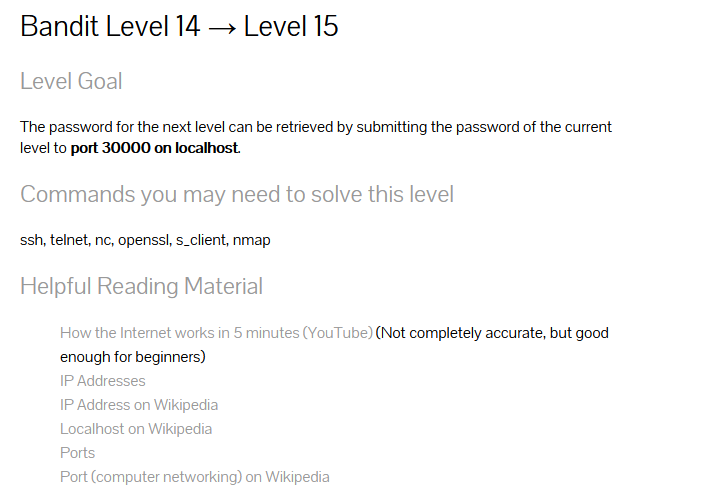 Bandit Level 14 → Level 15
Level Goal
The password for the next level can be retrieved by submitting the password of the current
level to port 30000 on localhost.
Commands you may need to solve this level
ssh, telnet, nc, openssl, s_client, nmap
Helpful Reading Material
How the Internet works in 5 minutes (YouTube) (Not completely accurate, but good
enough for beginners)
IP Addresses
IP Address on Wikipedia
Localhost on Wikipedia
Ports
Port (computer networking) on Wikipedia